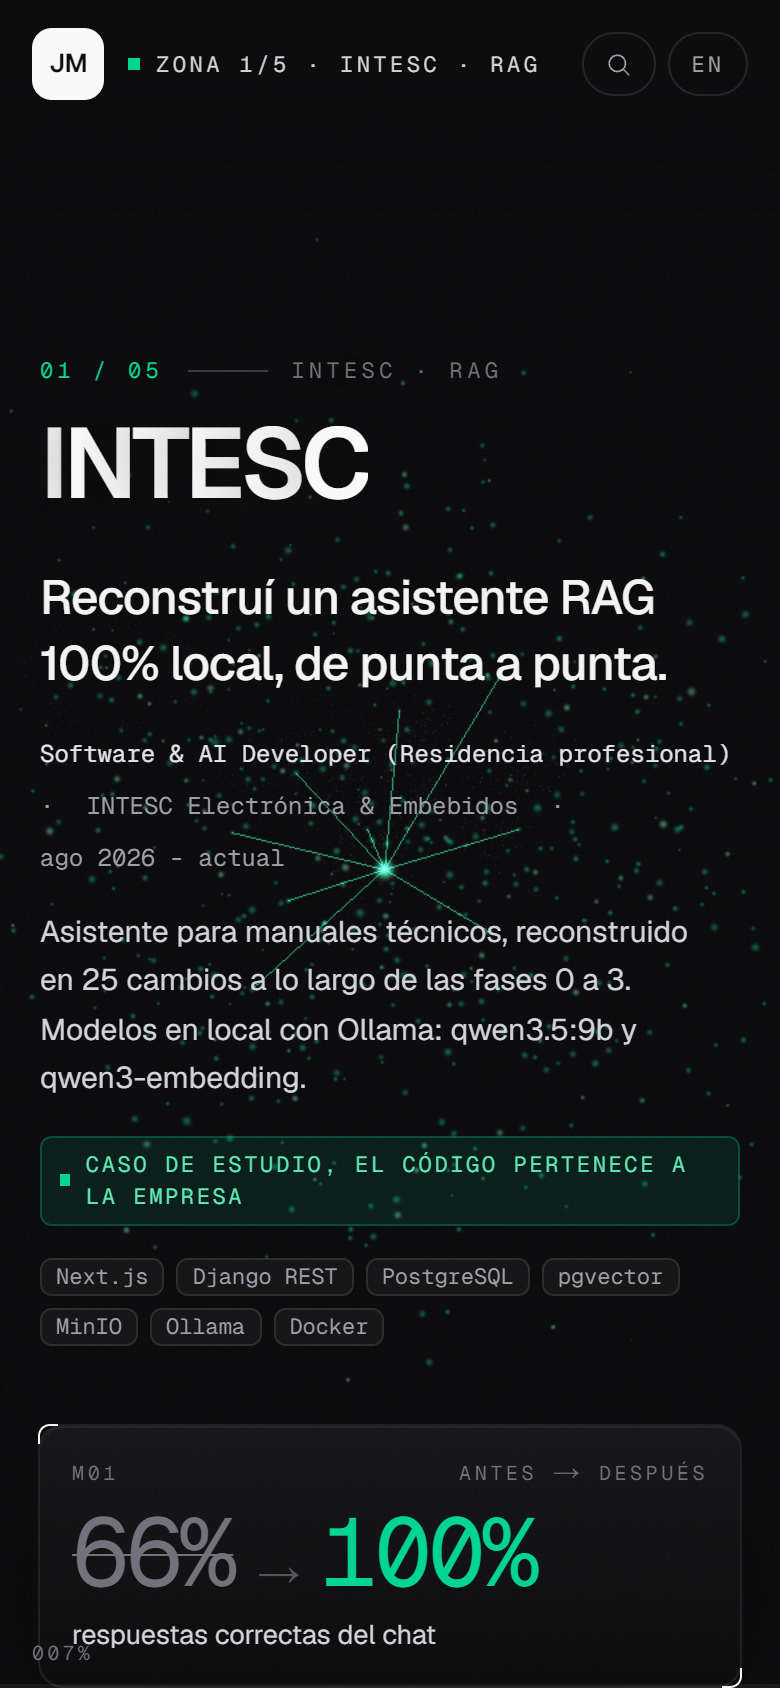 JM ZONA 1/5 · INTESC · RAG EN
01 / 05 INTESC · RAG
INTESC
Reconstruí un asistente RAG
100% local, de punta a punta.
Software & AI Developer (Residencia profesional)
· INTESC Electrónica & Embebidos ·
ago 2026 - actual
Asistente para manuales técnicos, reconstruido
en 25 cambios a lo largo de las fases 0 a 3.
Modelos en local con Ollama: qwen3.5:9b y
qwen3-embedding.
CASO DE ESTUDIO, EL CÓDIGO PERTENECE A
LA EMPRESA
Next.js Django REST PostgreSQL pgvector
MinIO Ollama Docker
M01 ANTES → DESPUÉS
66% → 100%
respuestas correctas del chat
007%